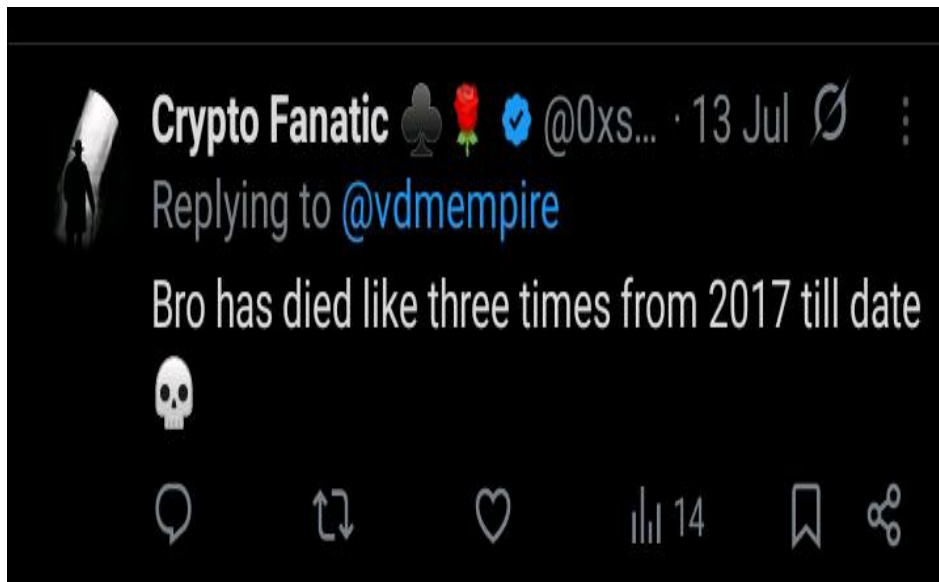 Crypto Fanatic ♣️🌹 @0xs... · 13 Jul
Replying to @vdmempire
Bro has died like three times from 2017 till date
💀
14